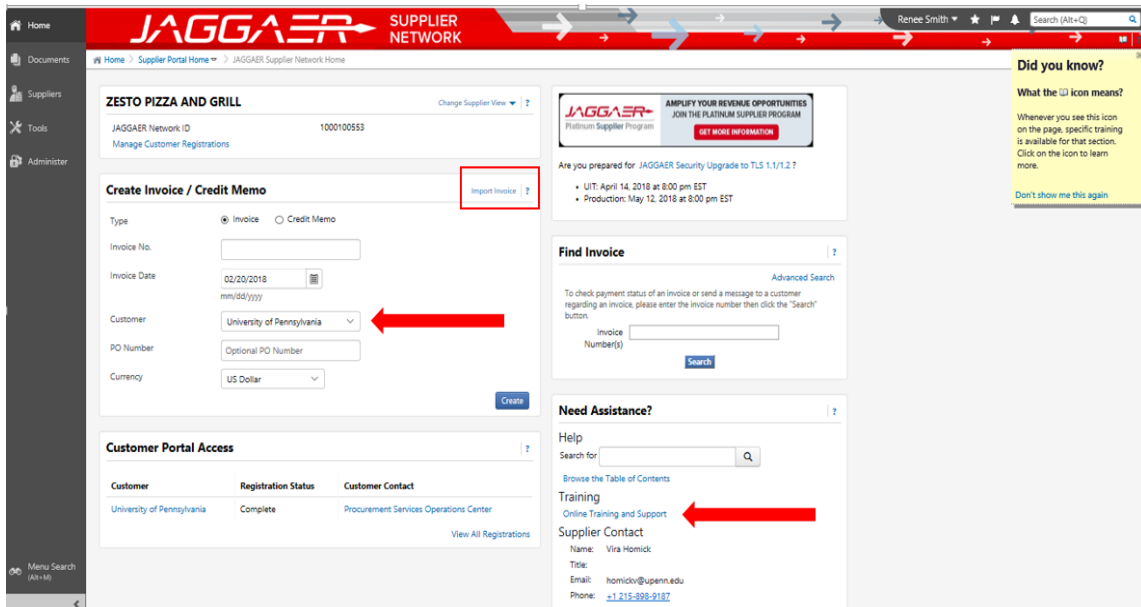 Home
Documents
Suppliers
Tools
Administer
Menu Search
(Alt+M)
JAGGAER
SUPPLIER
NETWORK
Renee Smith
Search (Alt+Q)
Home > Supplier Portal Home > JAGGAER Supplier Network Home
ZESTO PIZZA AND GRILL
Change Supplier View ?
JAGGAER Network ID 1000100553
Manage Customer Registrations
Create Invoice / Credit Memo
Import Invoice ?
Type Invoice Credit Memo
Invoice No.
Invoice Date 02/20/2018
mm/dd/yyyy
Customer University of Pennsylvania
PO Number Optional PO Number
Currency US Dollar
Create
Customer Portal Access ?
Customer Registration Status Customer Contact
University of Pennsylvania Complete Procurement Services Operations Center
View All Registrations
JAGGAER
Platinum Supplier Program
AMPLIFY YOUR REVENUE OPPORTUNITIES
JOIN THE PLATINUM SUPPLIER PROGRAM
GET MORE INFORMATION
Are you prepared for JAGGAER Security Upgrade to TLS 1.1/1.2 ?
• UIT: April 14, 2018 at 8:00 pm EST
• Production: May 12, 2018 at 8:00 pm EST
Find Invoice ?
Advanced Search
To check payment status of an invoice or send a message to a customer
regarding an invoice, please enter the invoice number then click the "Search"
button.
Invoice
Number(s)
Search
Need Assistance? ?
Help
Search for
Browse the Table of Contents
Training
Online Training and Support
Supplier Contact
Name: Vira Homick
Title:
Email: homickv@upenn.edu
Phone: +1 215-898-9187
Did you know?
What the icon means?
Whenever you see this icon
on the page, specific training
is available for that section.
Click on the icon to learn
more.
Don't show me this again